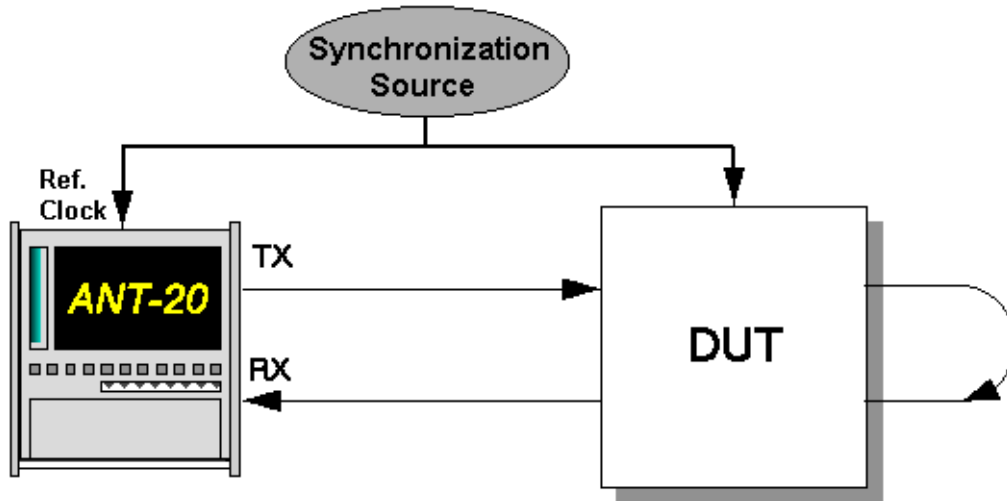 Synchronization
Source
Ref.
Clock
TX
ANT-20
DUT
RX